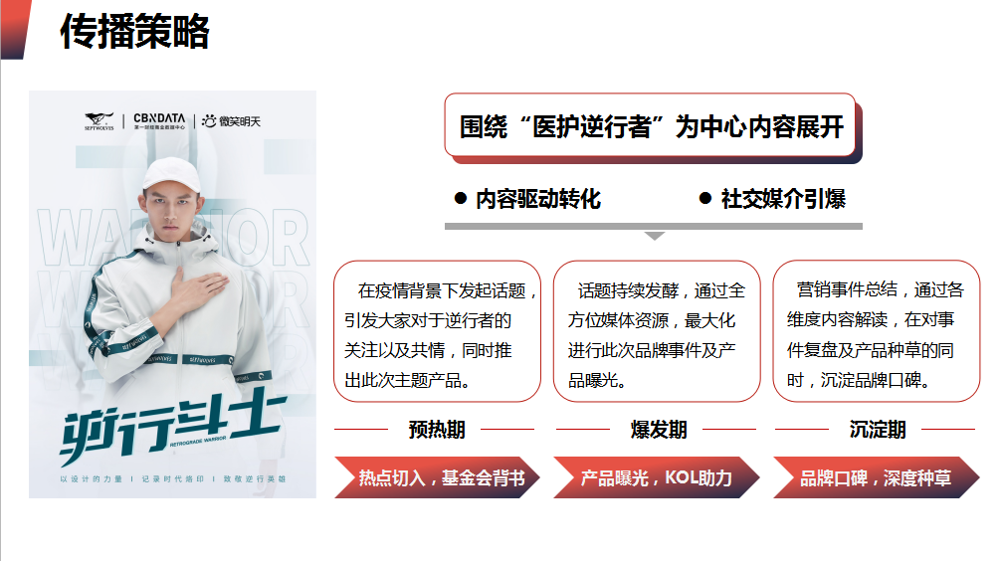 传播策略
SEPTWOLVES
CBNDATA
第一财经商业数据中心
微笑明天
WARRIOR
WARRIOR
SEPTWOLVES
逆行斗士
RETROGRADE WARRIOR
以设计的力量 | 记录时代烙印 | 致敬逆行英雄
围绕“医护逆行者”为中心内容展开
● 内容驱动转化
● 社交媒介引爆
在疫情背景下发起话题，
引发大家对于逆行者的
关注以及共情，同时推
出此次主题产品。
话题持续发酵，通过全
方位媒体资源，最大化
进行此次品牌事件及产
品曝光。
营销事件总结，通过各
维度内容解读，在对事
件复盘及产品种草的同
时，沉淀品牌口碑。
预热期
爆发期
沉淀期
热点切入，基金会背书
产品曝光，KOL助力
品牌口碑，深度种草